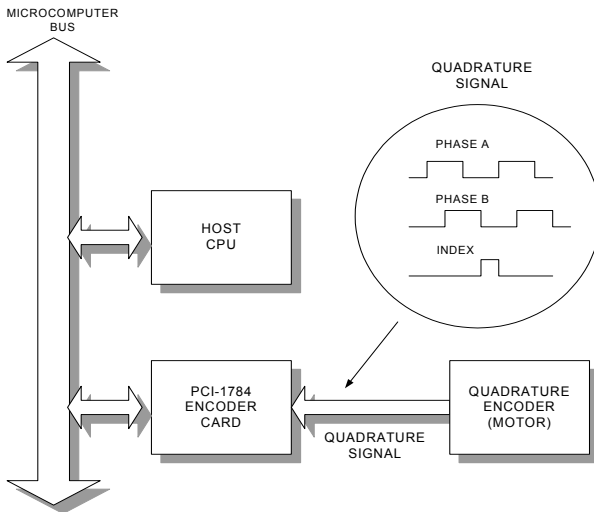 MICROCOMPUTER
BUS
QUADRATURE
SIGNAL
PHASE A
PHASE B
INDEX
HOST
CPU
PCI-1784
ENCODER
CARD
QUADRATURE
SIGNAL
QUADRATURE
ENCODER
(MOTOR)